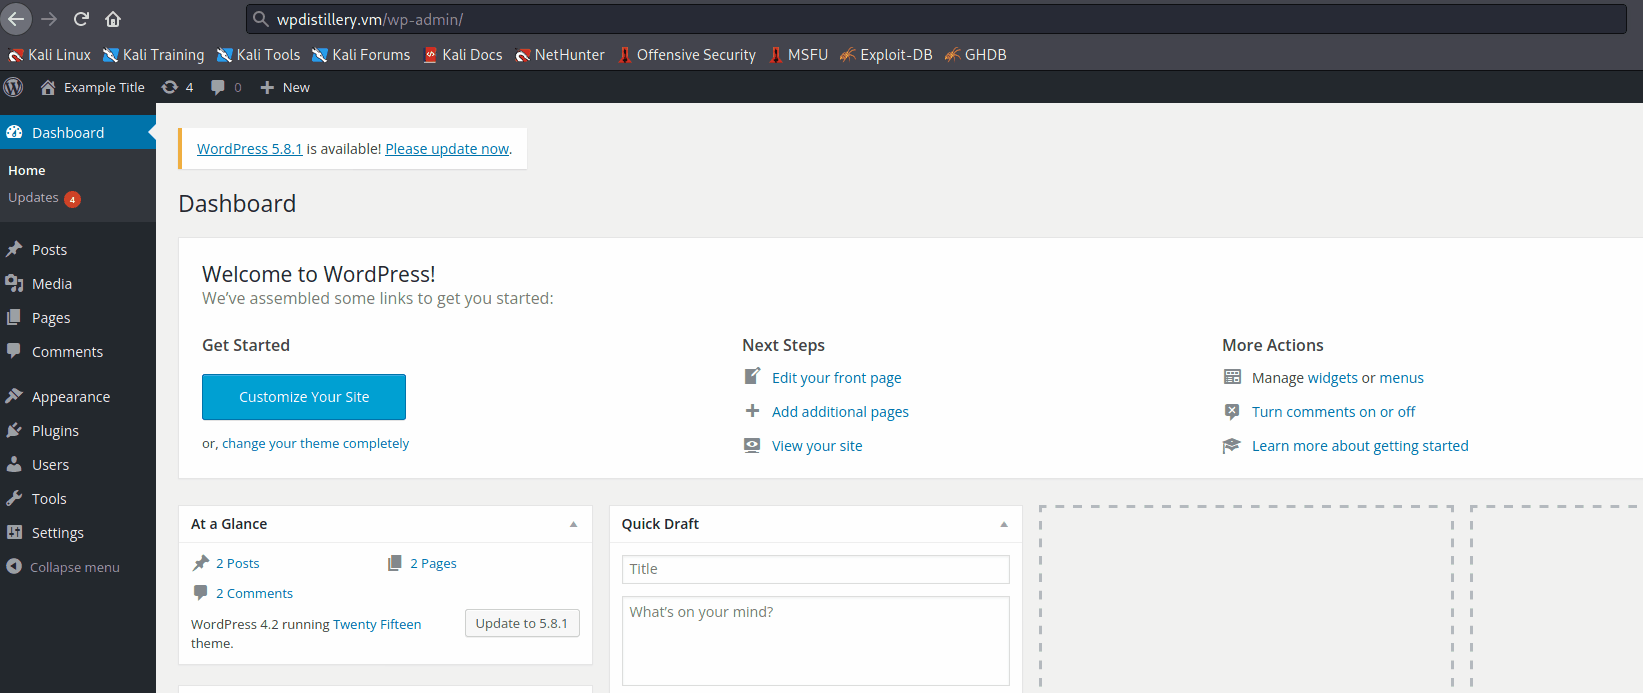 wpdistillery.vm/wp-admin/
Kali Linux Kali Training Kali Tools Kali Forums Kali Docs NetHunter Offensive Security MSFU Exploit-DB GHDB
Example Title 4 0 + New
Dashboard
Home
Updates 4
Posts
Media
Pages
Comments
Appearance
Plugins
Users
Tools
Settings
Collapse menu
WordPress 5.8.1 is available! Please update now.
Dashboard
Welcome to WordPress!
We’ve assembled some links to get you started:
Get Started
Customize Your Site
or, change your theme completely
Next Steps
Edit your front page
Add additional pages
View your site
More Actions
Manage widgets or menus
Turn comments on or off
Learn more about getting started
At a Glance
2 Posts 2 Pages
2 Comments
WordPress 4.2 running Twenty Fifteen
theme.
Update to 5.8.1
Quick Draft
Title
What’s on your mind?